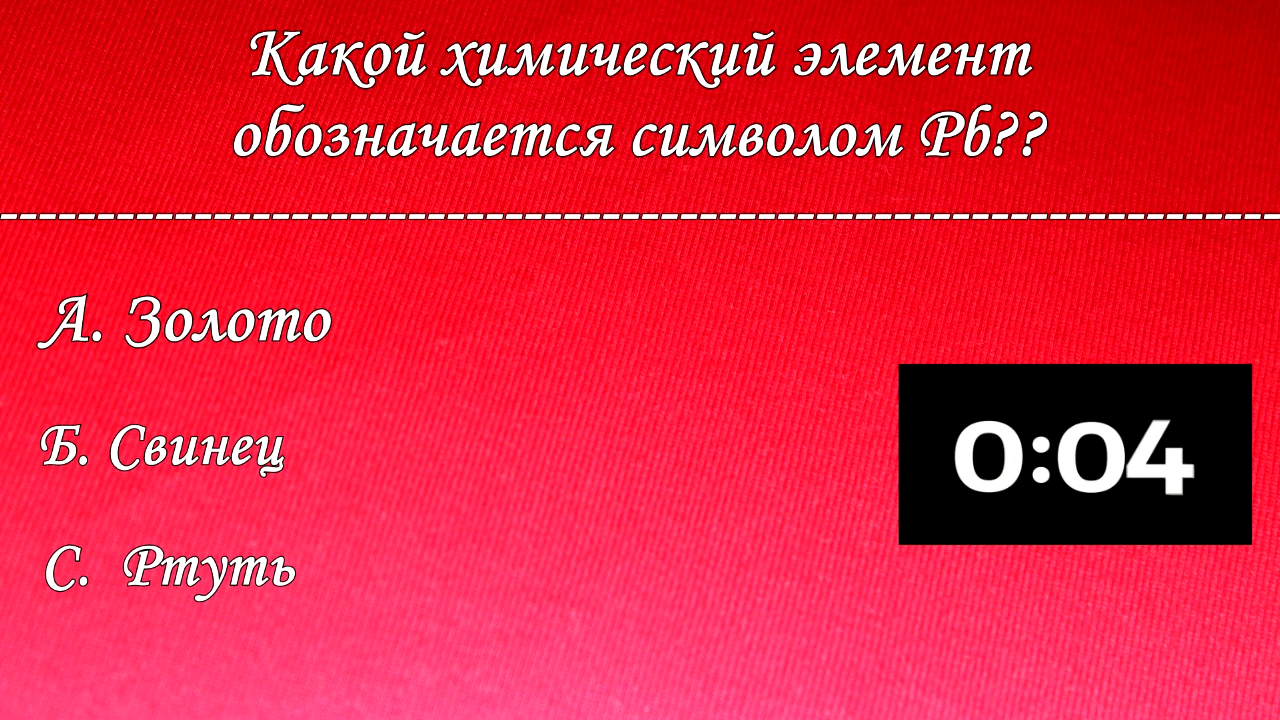 Какой химический элемент
обозначается символом Pb??
А. Золото
Б. Свинец
С. Ртуть
0:04